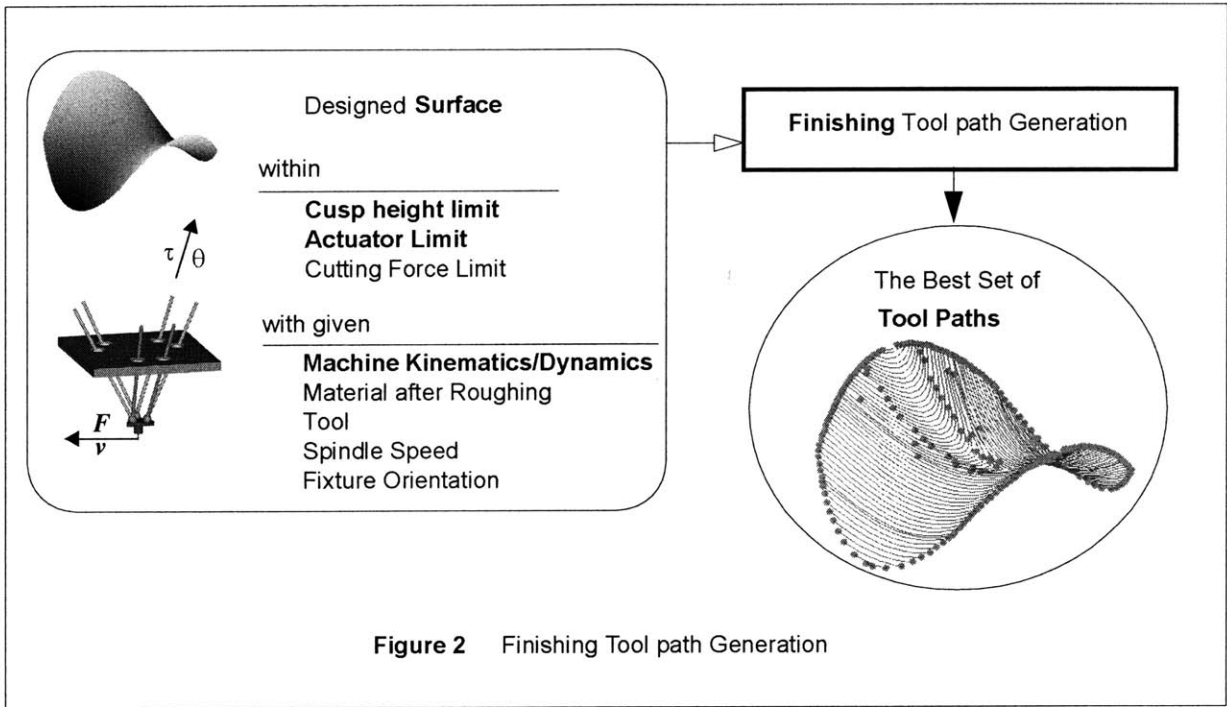 Designed Surface
within
Cusp height limit
Actuator Limit
Cutting Force Limit
τ/θ
with given
Machine Kinematics/Dynamics
Material after Roughing
Tool
Spindle Speed
Fixture Orientation
F
v
Finishing Tool path Generation
The Best Set of
Tool Paths
Figure 2 Finishing Tool path Generation